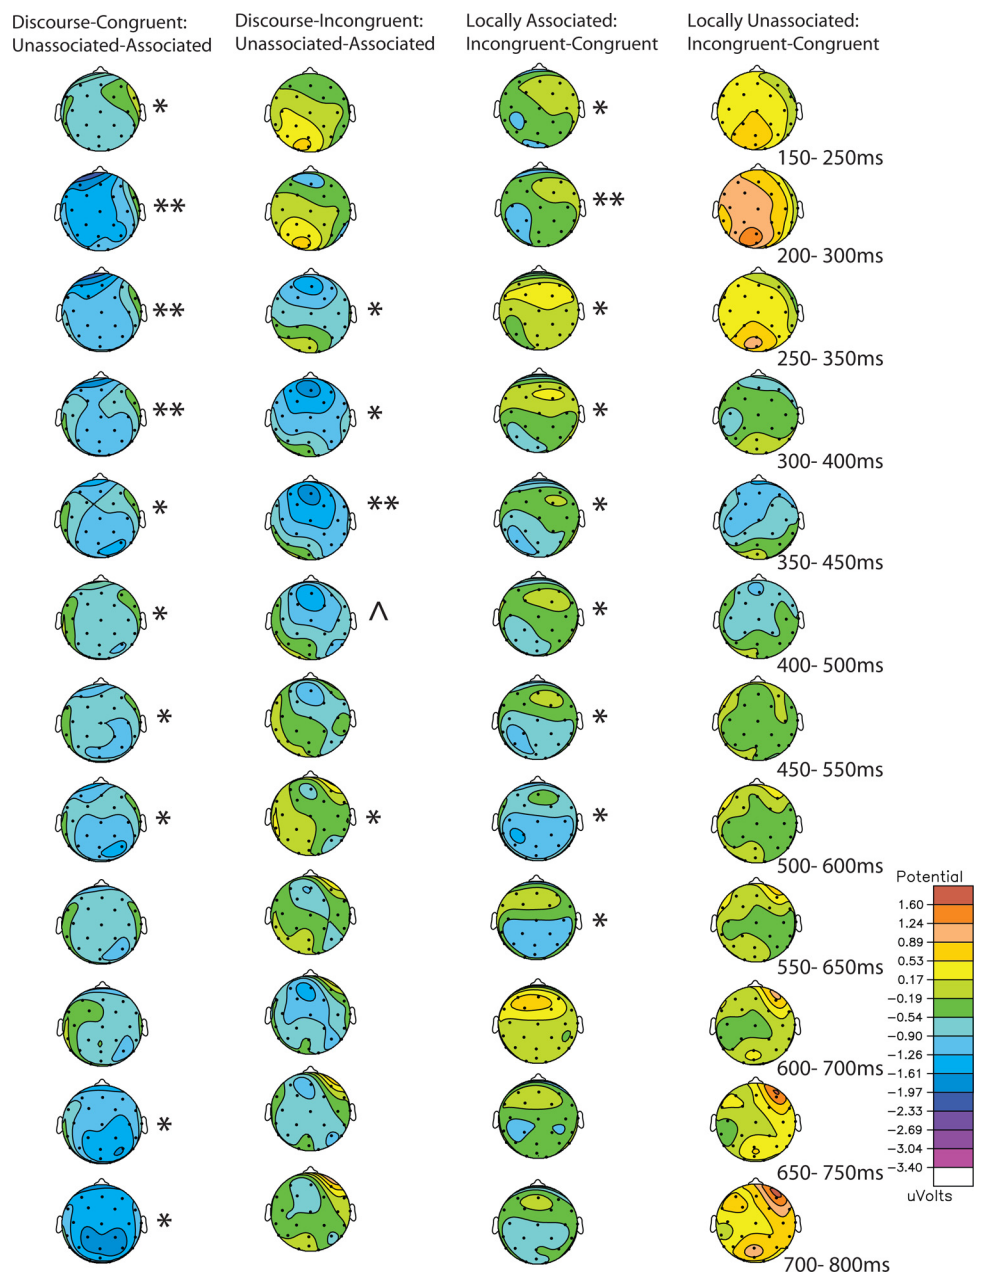 Discourse-Congruent:
Unassociated-Associated
Discourse-Incongruent:
Unassociated-Associated
Locally Associated:
Incongruent-Congruent
Locally Unassociated:
Incongruent-Congruent
* *
150- 250ms
** **
200- 300ms
** * *
250- 350ms
** * *
300- 400ms
* ** *
350- 450ms
* ^ *
400- 500ms
* *
450- 550ms
* * *
500- 600ms
*
550- 650ms
600- 700ms
*
650- 750ms
*
700- 800ms
Potential
1.60
1.24
0.89
0.53
0.17
-0.19
-0.54
-0.90
-1.26
-1.61
-1.97
-2.33
-2.69
-3.04
-3.40
uVolts